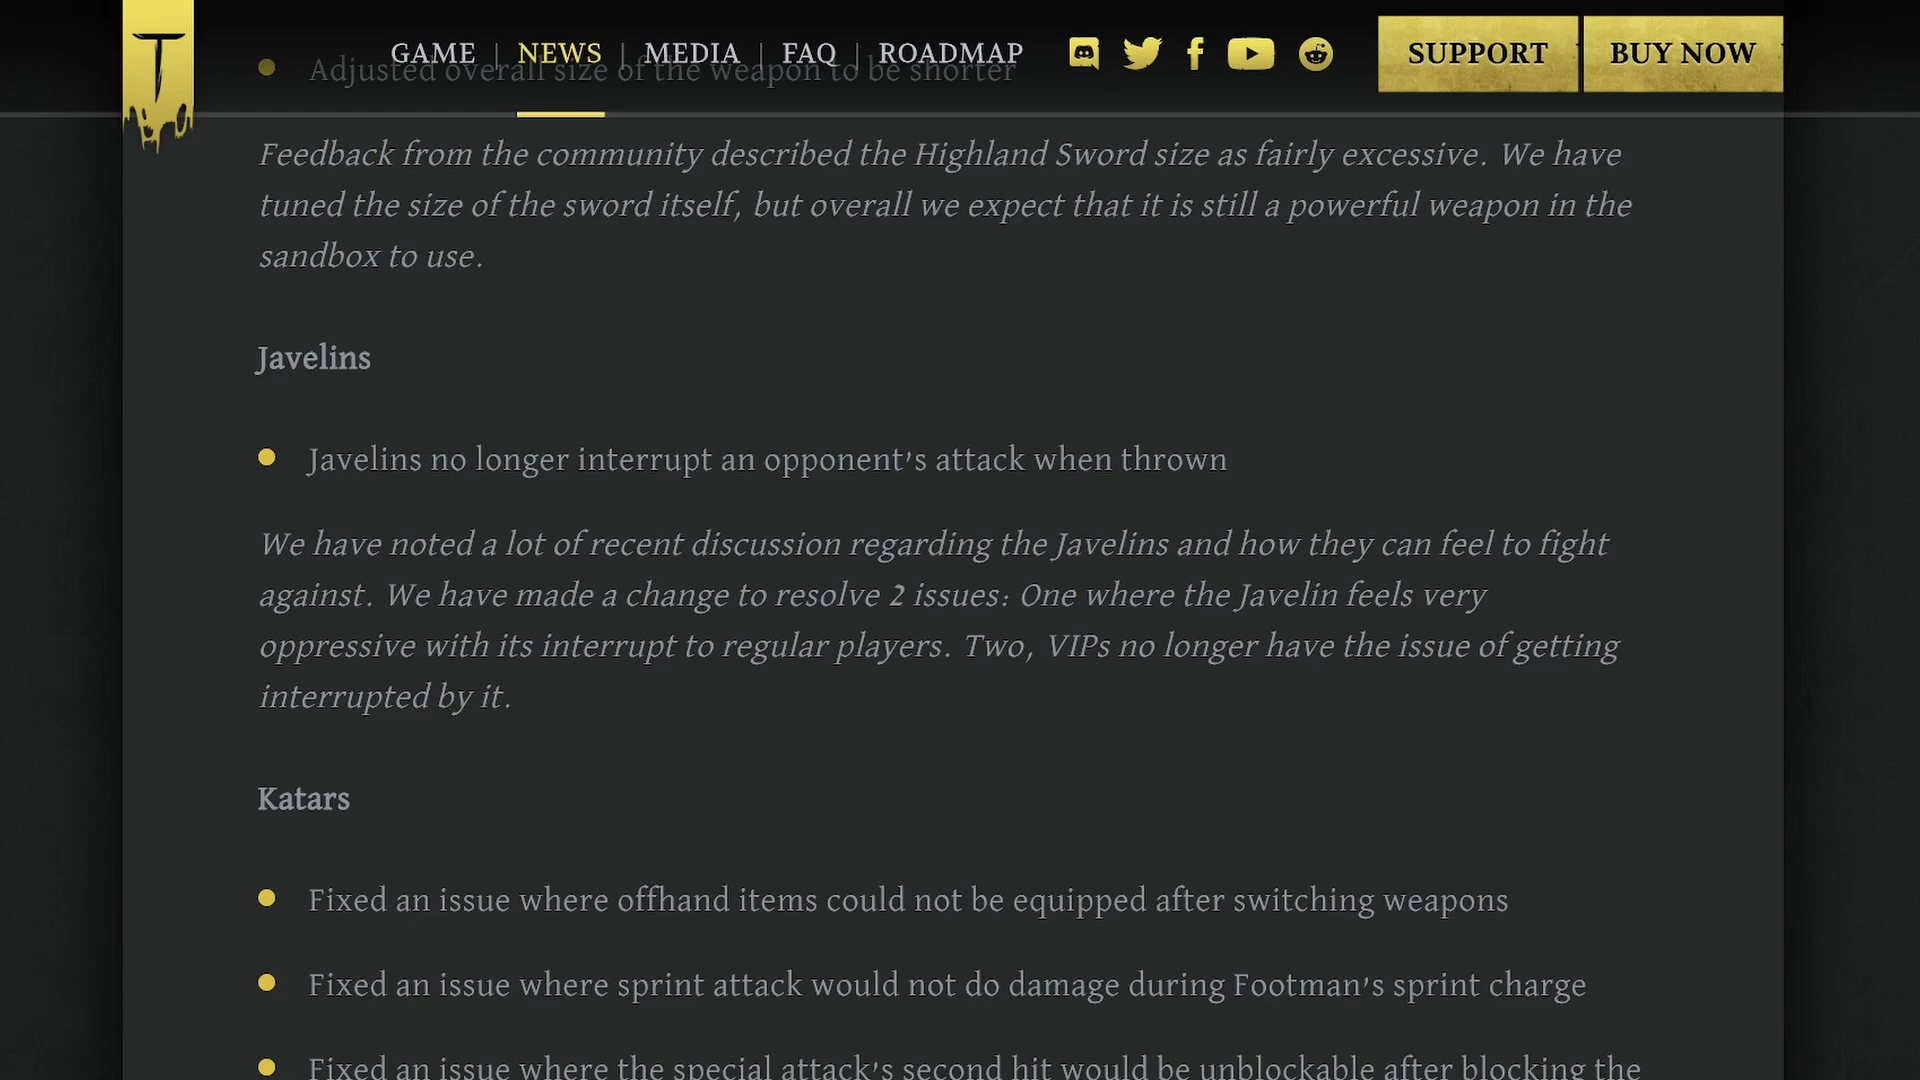 GAME | NEWS | MEDIA | FAQ | ROADMAP
SUPPORT
BUY NOW
Adjusted overall size of the weapon to be shorter
Feedback from the community described the Highland Sword size as fairly excessive. We have
tuned the size of the sword itself, but overall we expect that it is still a powerful weapon in the
sandbox to use.
Javelins
Javelins no longer interrupt an opponent's attack when thrown
We have noted a lot of recent discussion regarding the Javelins and how they can feel to fight
against. We have made a change to resolve 2 issues: One where the Javelin feels very
oppressive with its interrupt to regular players. Two, VIPs no longer have the issue of getting
interrupted by it.
Katars
Fixed an issue where offhand items could not be equipped after switching weapons
Fixed an issue where sprint attack would not do damage during Footman's sprint charge
Fixed an issue where the special attack's second hit would be unblockable after blocking the